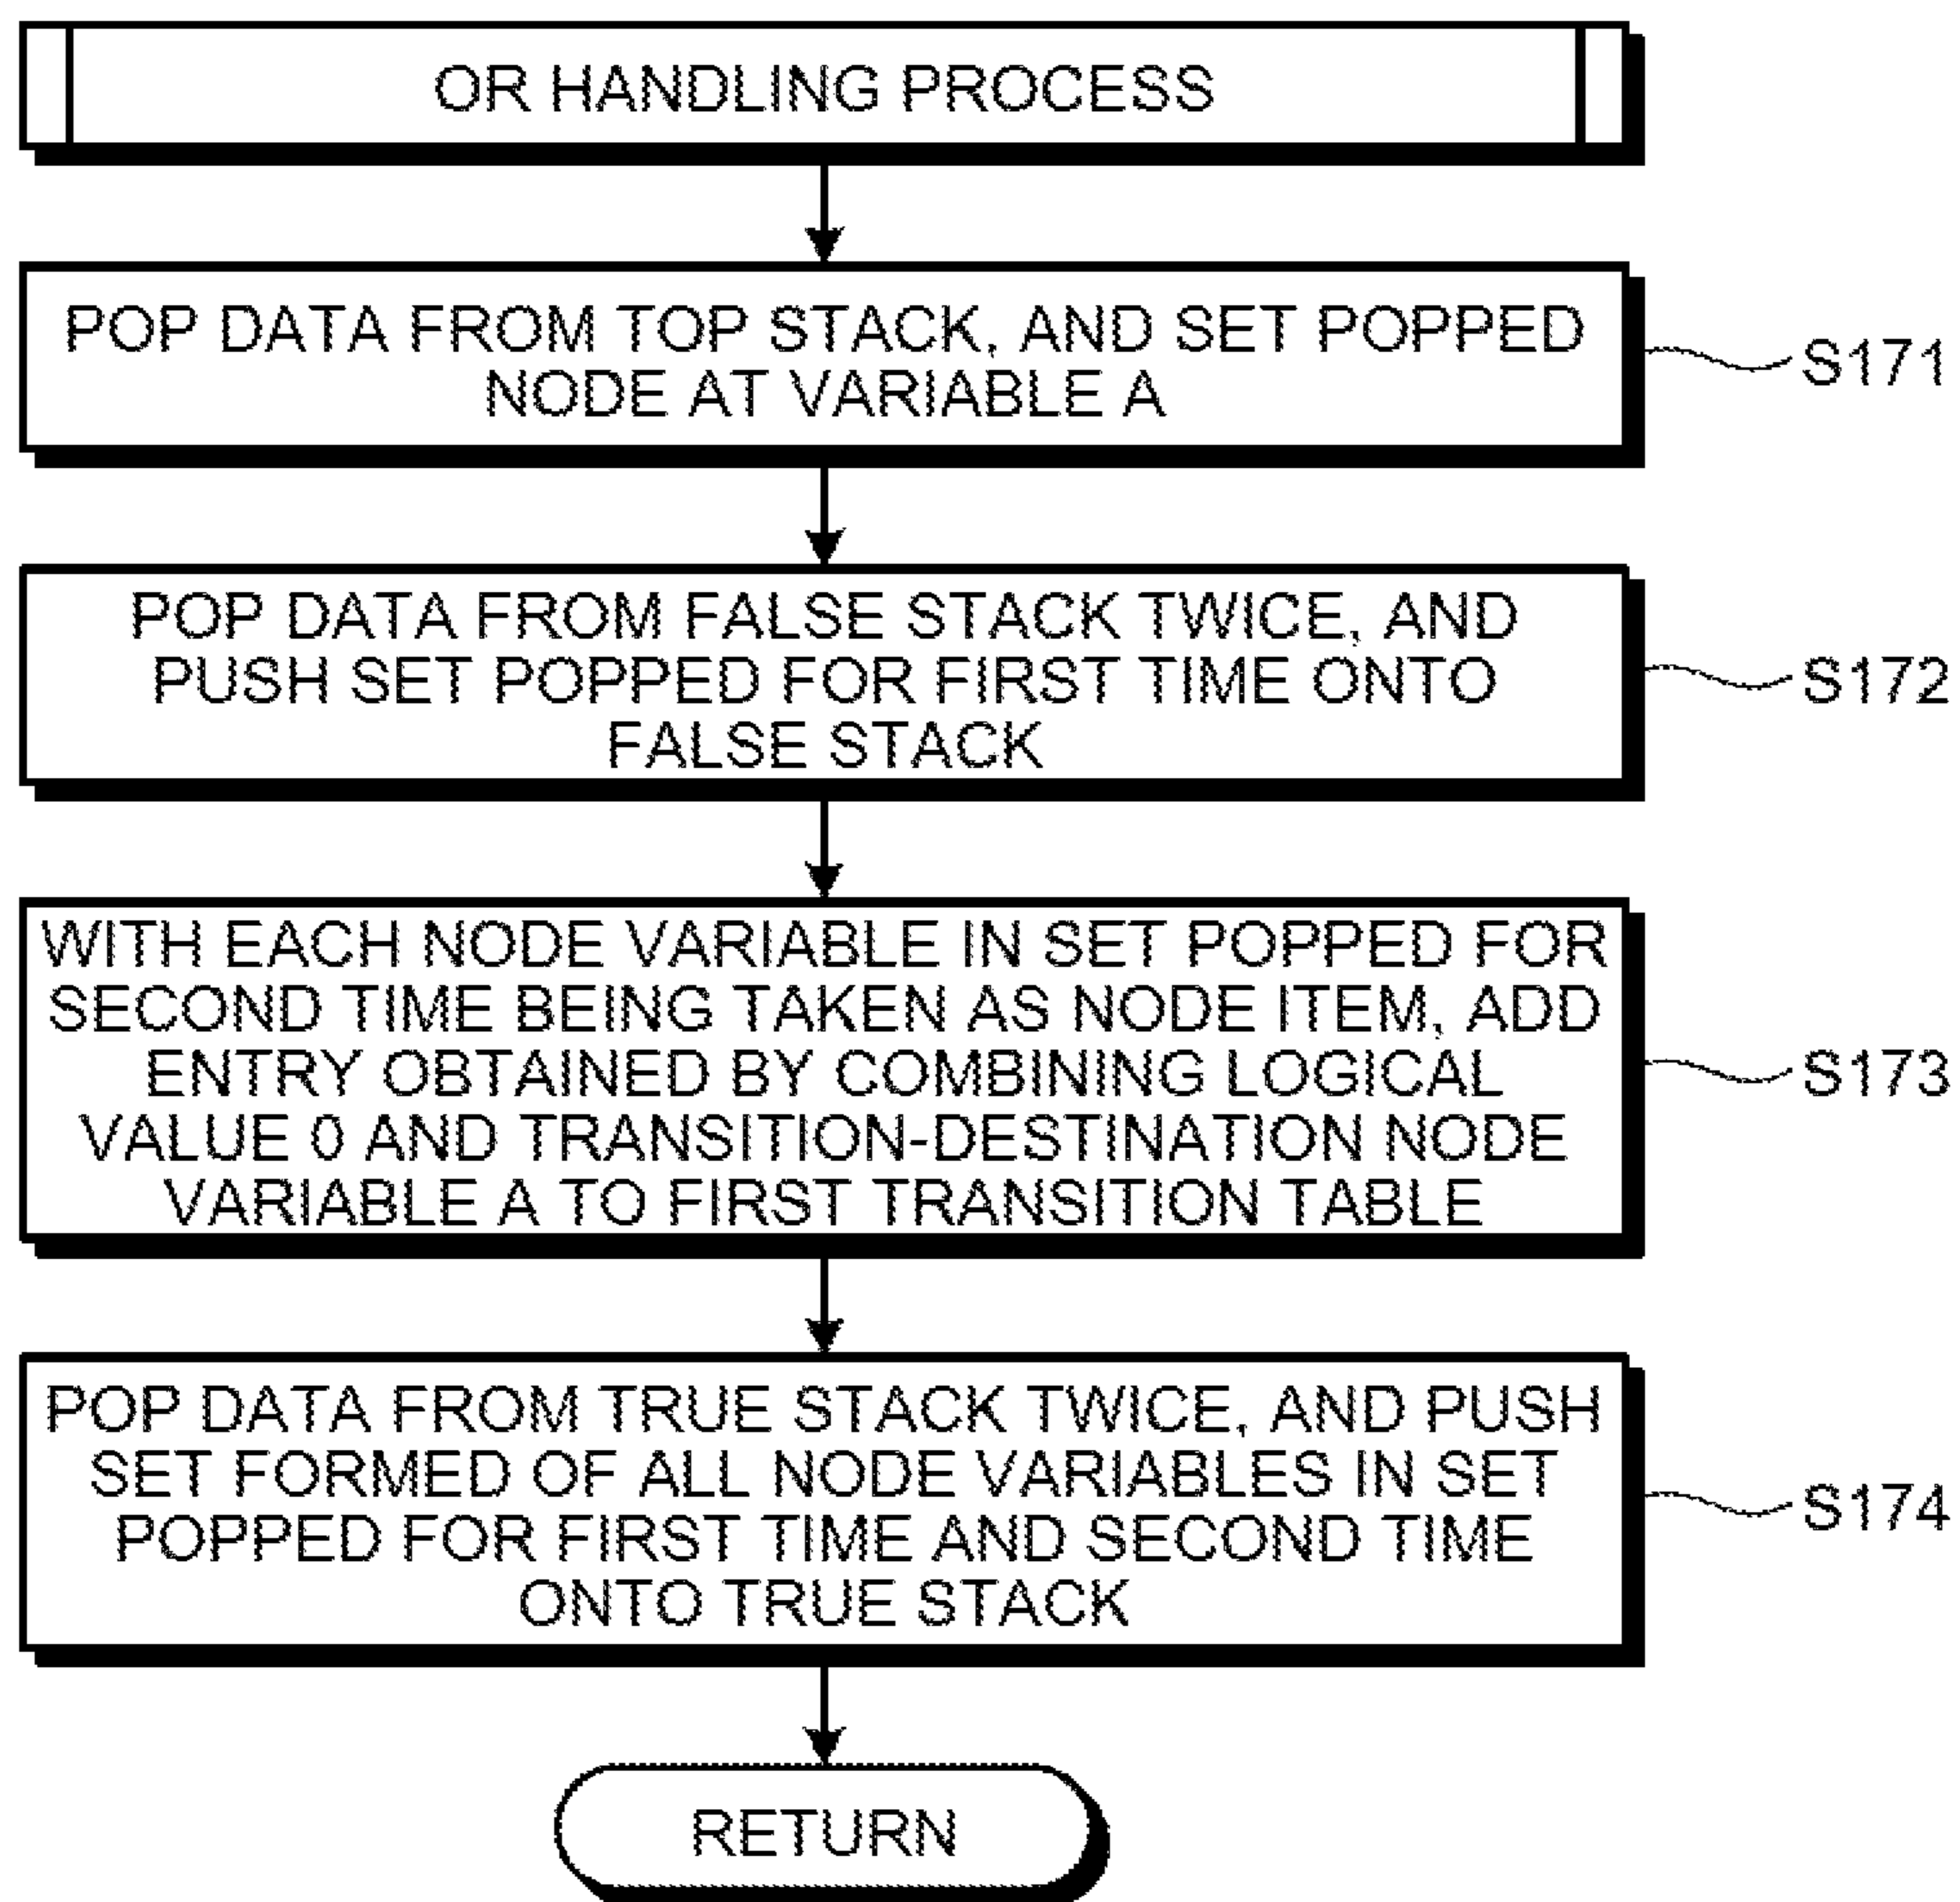 OR HANDLING PROCESS
POP DATA FROM TOP STACK, AND SET POPPED
NODE AT VARIABLE A
S171
POP DATA FROM FALSE STACK TWICE, AND
PUSH SET POPPED FOR FIRST TIME ONTO
FALSE STACK
S172
WITH EACH NODE VARIABLE IN SET POPPED FOR
SECOND TIME BEING TAKEN AS NODE ITEM, ADD
ENTRY OBTAINED BY COMBINING LOGICAL
VALUE 0 AND TRANSITION-DESTINATION NODE
VARIABLE A TO FIRST TRANSITION TABLE
S173
POP DATA FROM TRUE STACK TWICE, AND PUSH
SET FORMED OF ALL NODE VARIABLES IN SET
POPPED FOR FIRST TIME AND SECOND TIME
ONTO TRUE STACK
S174
RETURN